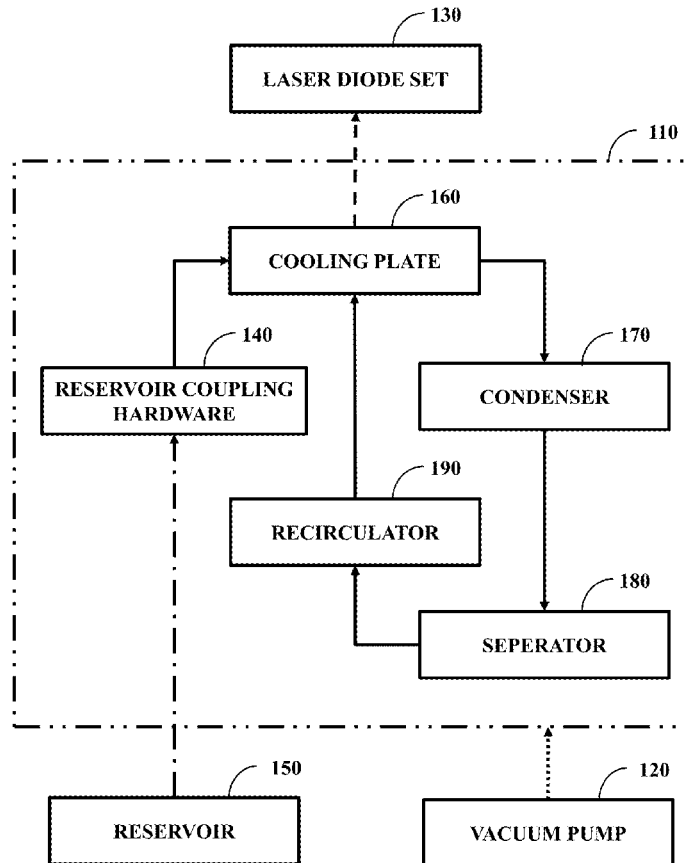 130
LASER DIODE SET
110
160
COOLING PLATE
140
170
RESERVOIR COUPLING
HARDWARE
CONDENSER
190
RECIRCULATOR
180
SEPERATOR
150
120
RESERVOIR
VACUUM PUMP